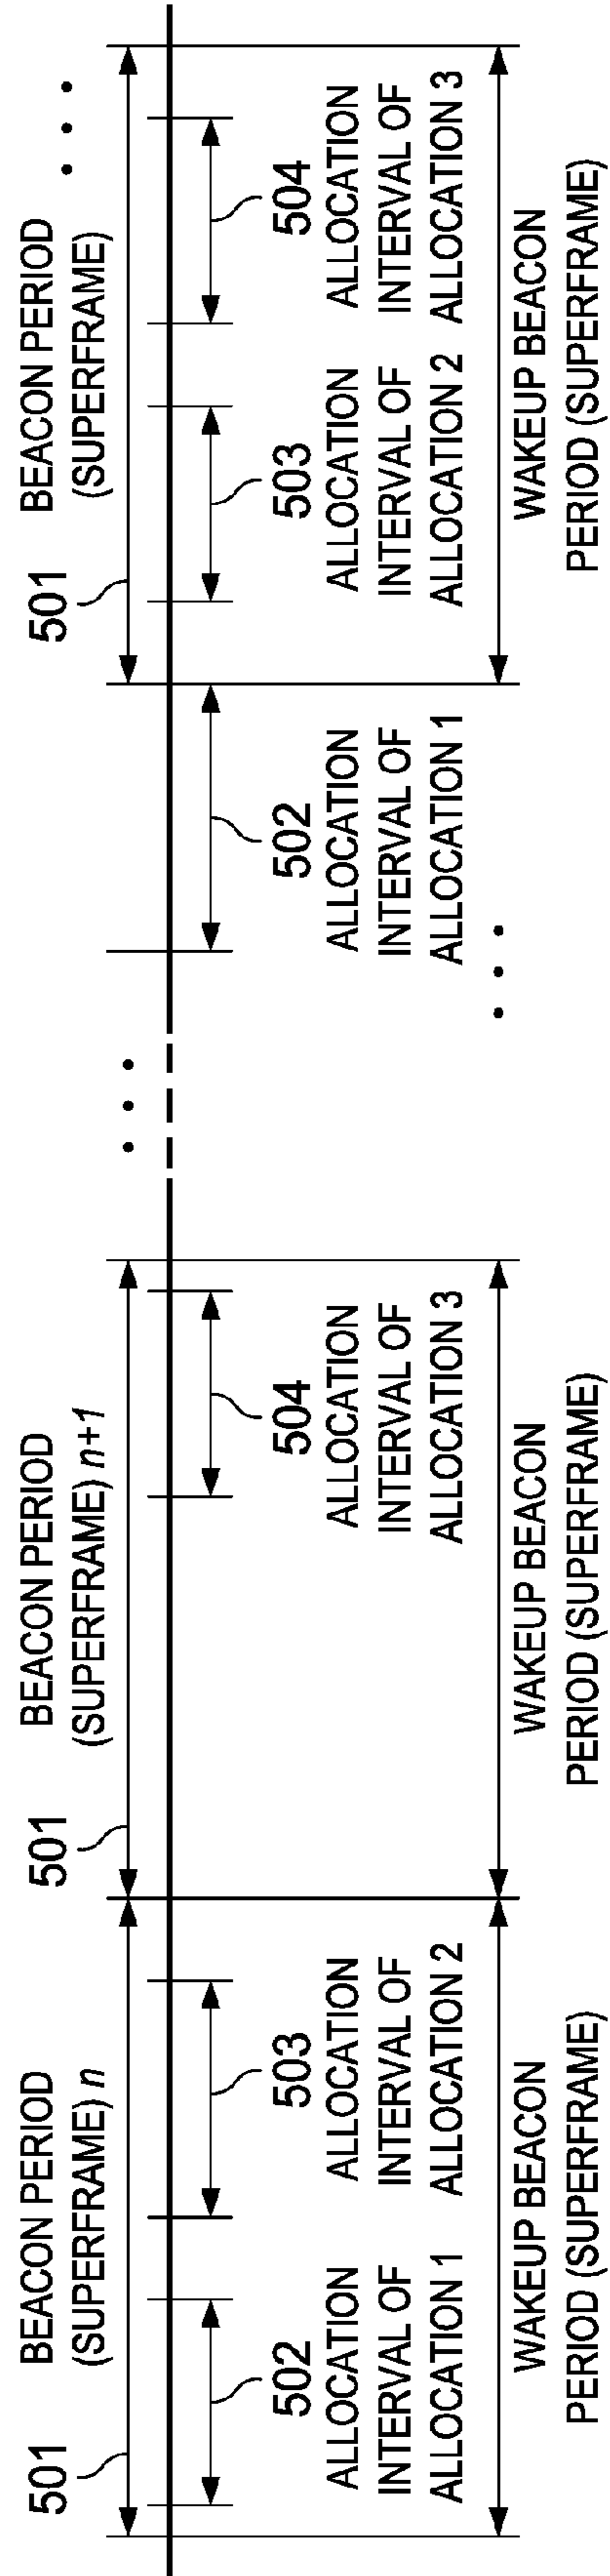 501
BEACON PERIOD
(SUPERFRAME) n
501
BEACON PERIOD
(SUPERFRAME) n+1
• • •
501
BEACON PERIOD
(SUPERFRAME)
• • •
502
ALLOCATION
INTERVAL OF
ALLOCATION 1
503
ALLOCATION
INTERVAL OF
ALLOCATION 2
504
ALLOCATION
INTERVAL OF
ALLOCATION 3
502
ALLOCATION
INTERVAL OF
ALLOCATION 1
503
ALLOCATION
INTERVAL OF
ALLOCATION 2
504
ALLOCATION
INTERVAL OF
ALLOCATION 3
WAKEUP BEACON
PERIOD (SUPERFRAME)
WAKEUP BEACON
PERIOD (SUPERFRAME)
• • •
WAKEUP BEACON
PERIOD (SUPERFRAME)